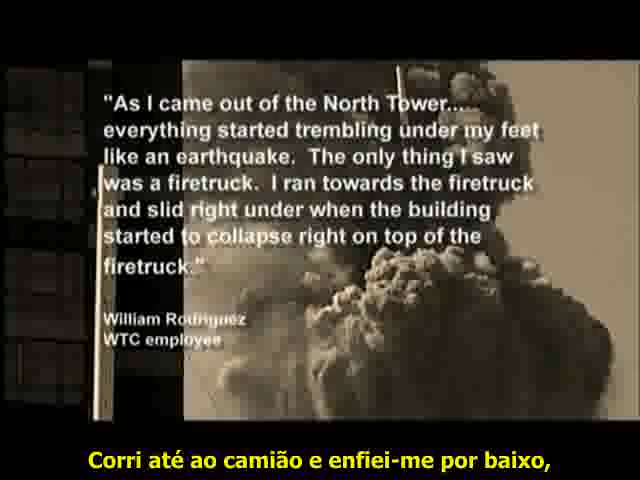 "As I came out of the North Tower....
everything started trembling under my feet
like an earthquake.  The only thing I saw
was a firetruck.  I ran towards the firetruck
and slid right under when the building
started to collapse right on top of the
firetruck."
William Rodriguez
WTC employee
Corri até ao camião e enfiei-me por baixo,